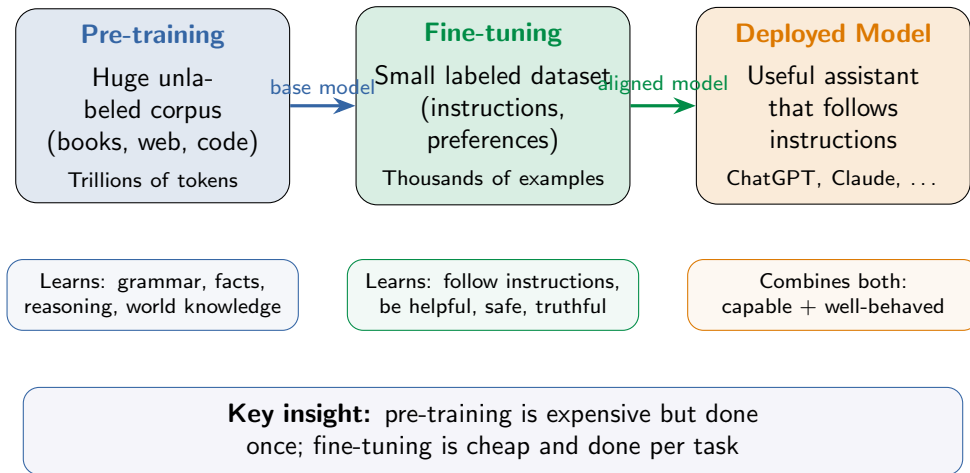 Pre-training
Huge unla-
beled corpus
(books, web, code)
Trillions of tokens
base model
Fine-tuning
Small labeled dataset
(instructions,
preferences)
Thousands of examples
aligned model
Deployed Model
Useful assistant
that follows
instructions
ChatGPT, Claude, ...
Learns: grammar, facts,
reasoning, world knowledge
Learns: follow instructions,
be helpful, safe, truthful
Combines both:
capable + well-behaved
Key insight: pre-training is expensive but done
once; fine-tuning is cheap and done per task